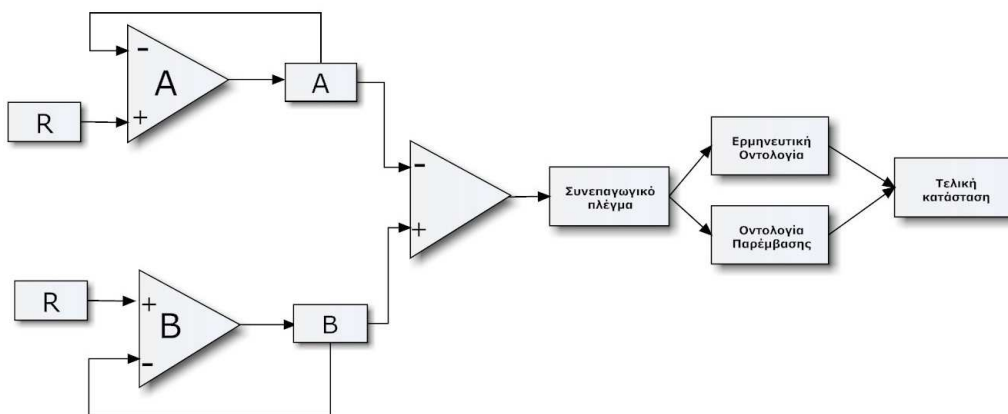 -
A
+
R
A
-
+
Συνεπαγωγικό
πλέγμα
Ερμηνευτική
Οντολογία
Οντολογία
Παρέμβασης
Τελική
κατάσταση
R
+
B
-
B